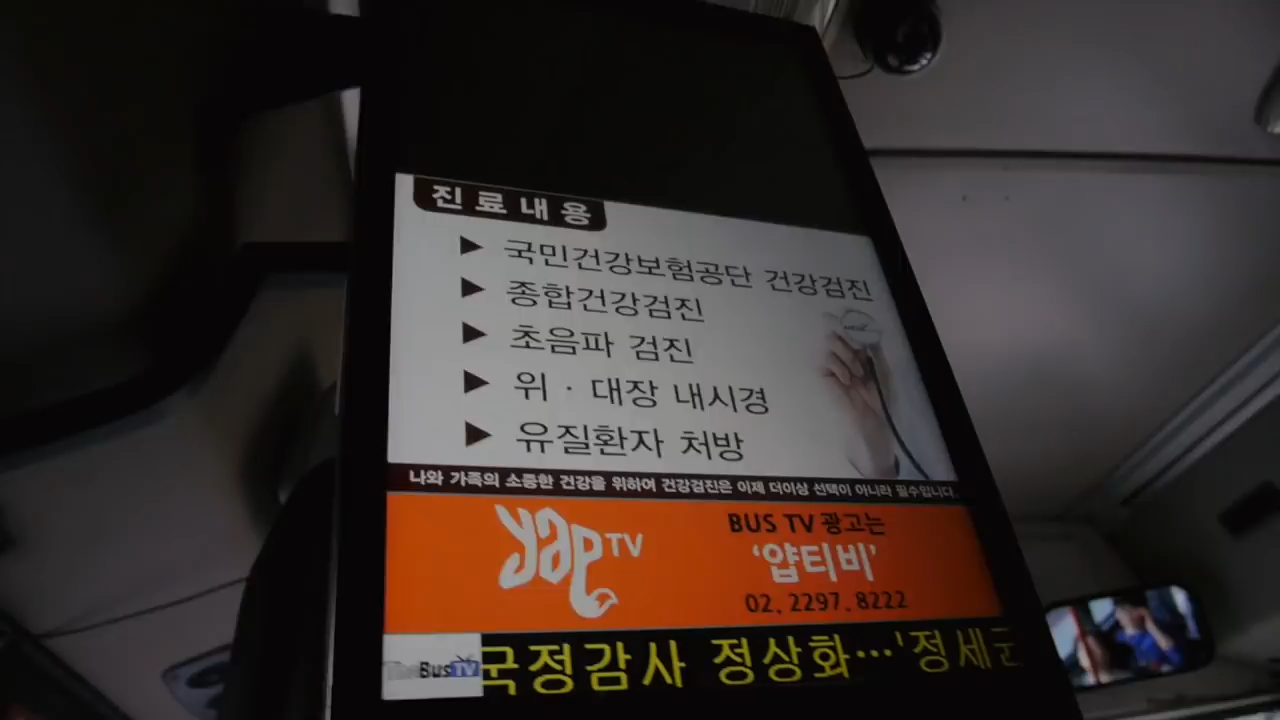 진료내용
▶ 국민건강보험공단 건강검진
▶ 종합건강검진
▶ 초음파 검진
▶ 위 · 대장 내시경
▶ 유질환자 처방
나와 가족의 소중한 건강을 위하여 건강검진은 이제 더이상 선택이 아니라 필수입니다.
yap TV
BUS TV 광고는
‘얍티비’
02. 2297. 8222
The BusTV
국정감사 정상화…'정세균